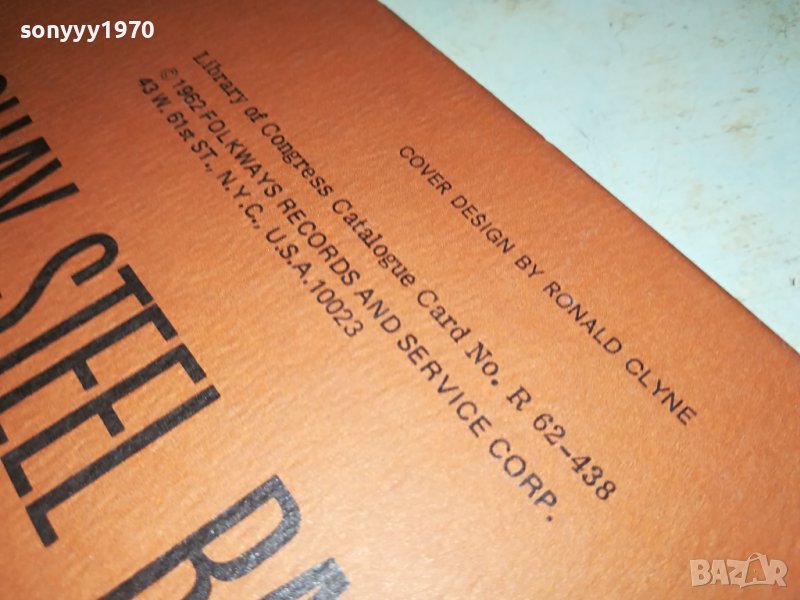 sonyyy1970
COVER DESIGN BY RONALD CLYNE
Library of Congress Catalogue Card No. R 62-438
© 1962 FOLKWAYS RECORDS AND SERVICE CORP.
43 W. 61st ST., N.Y.C., U.S.A. 10023
STEEL
BAZAR